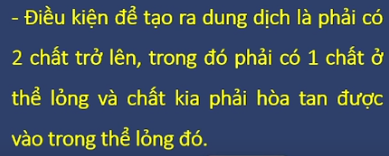 - Điều kiện để tạo ra dung dịch là phải có
2 chất trở lên, trong đó phải có 1 chất ở
thể lỏng và chất kia phải hòa tan được
vào trong thể lỏng đó.